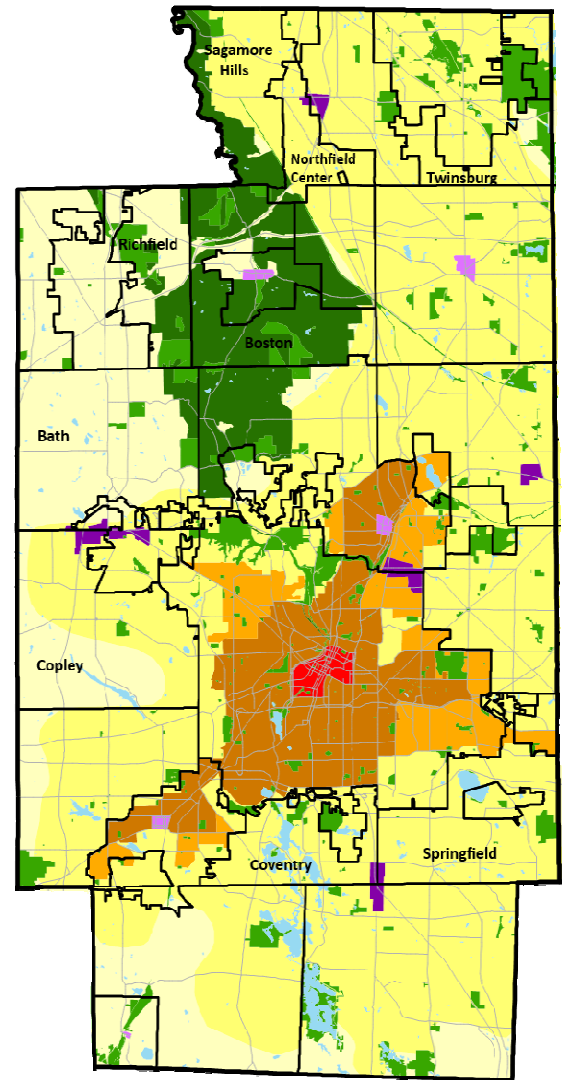 Sagamore
Hills
Northfield
Center
Twinsburg
Richfield
Boston
Bath
Copley
Coventry
Springfield